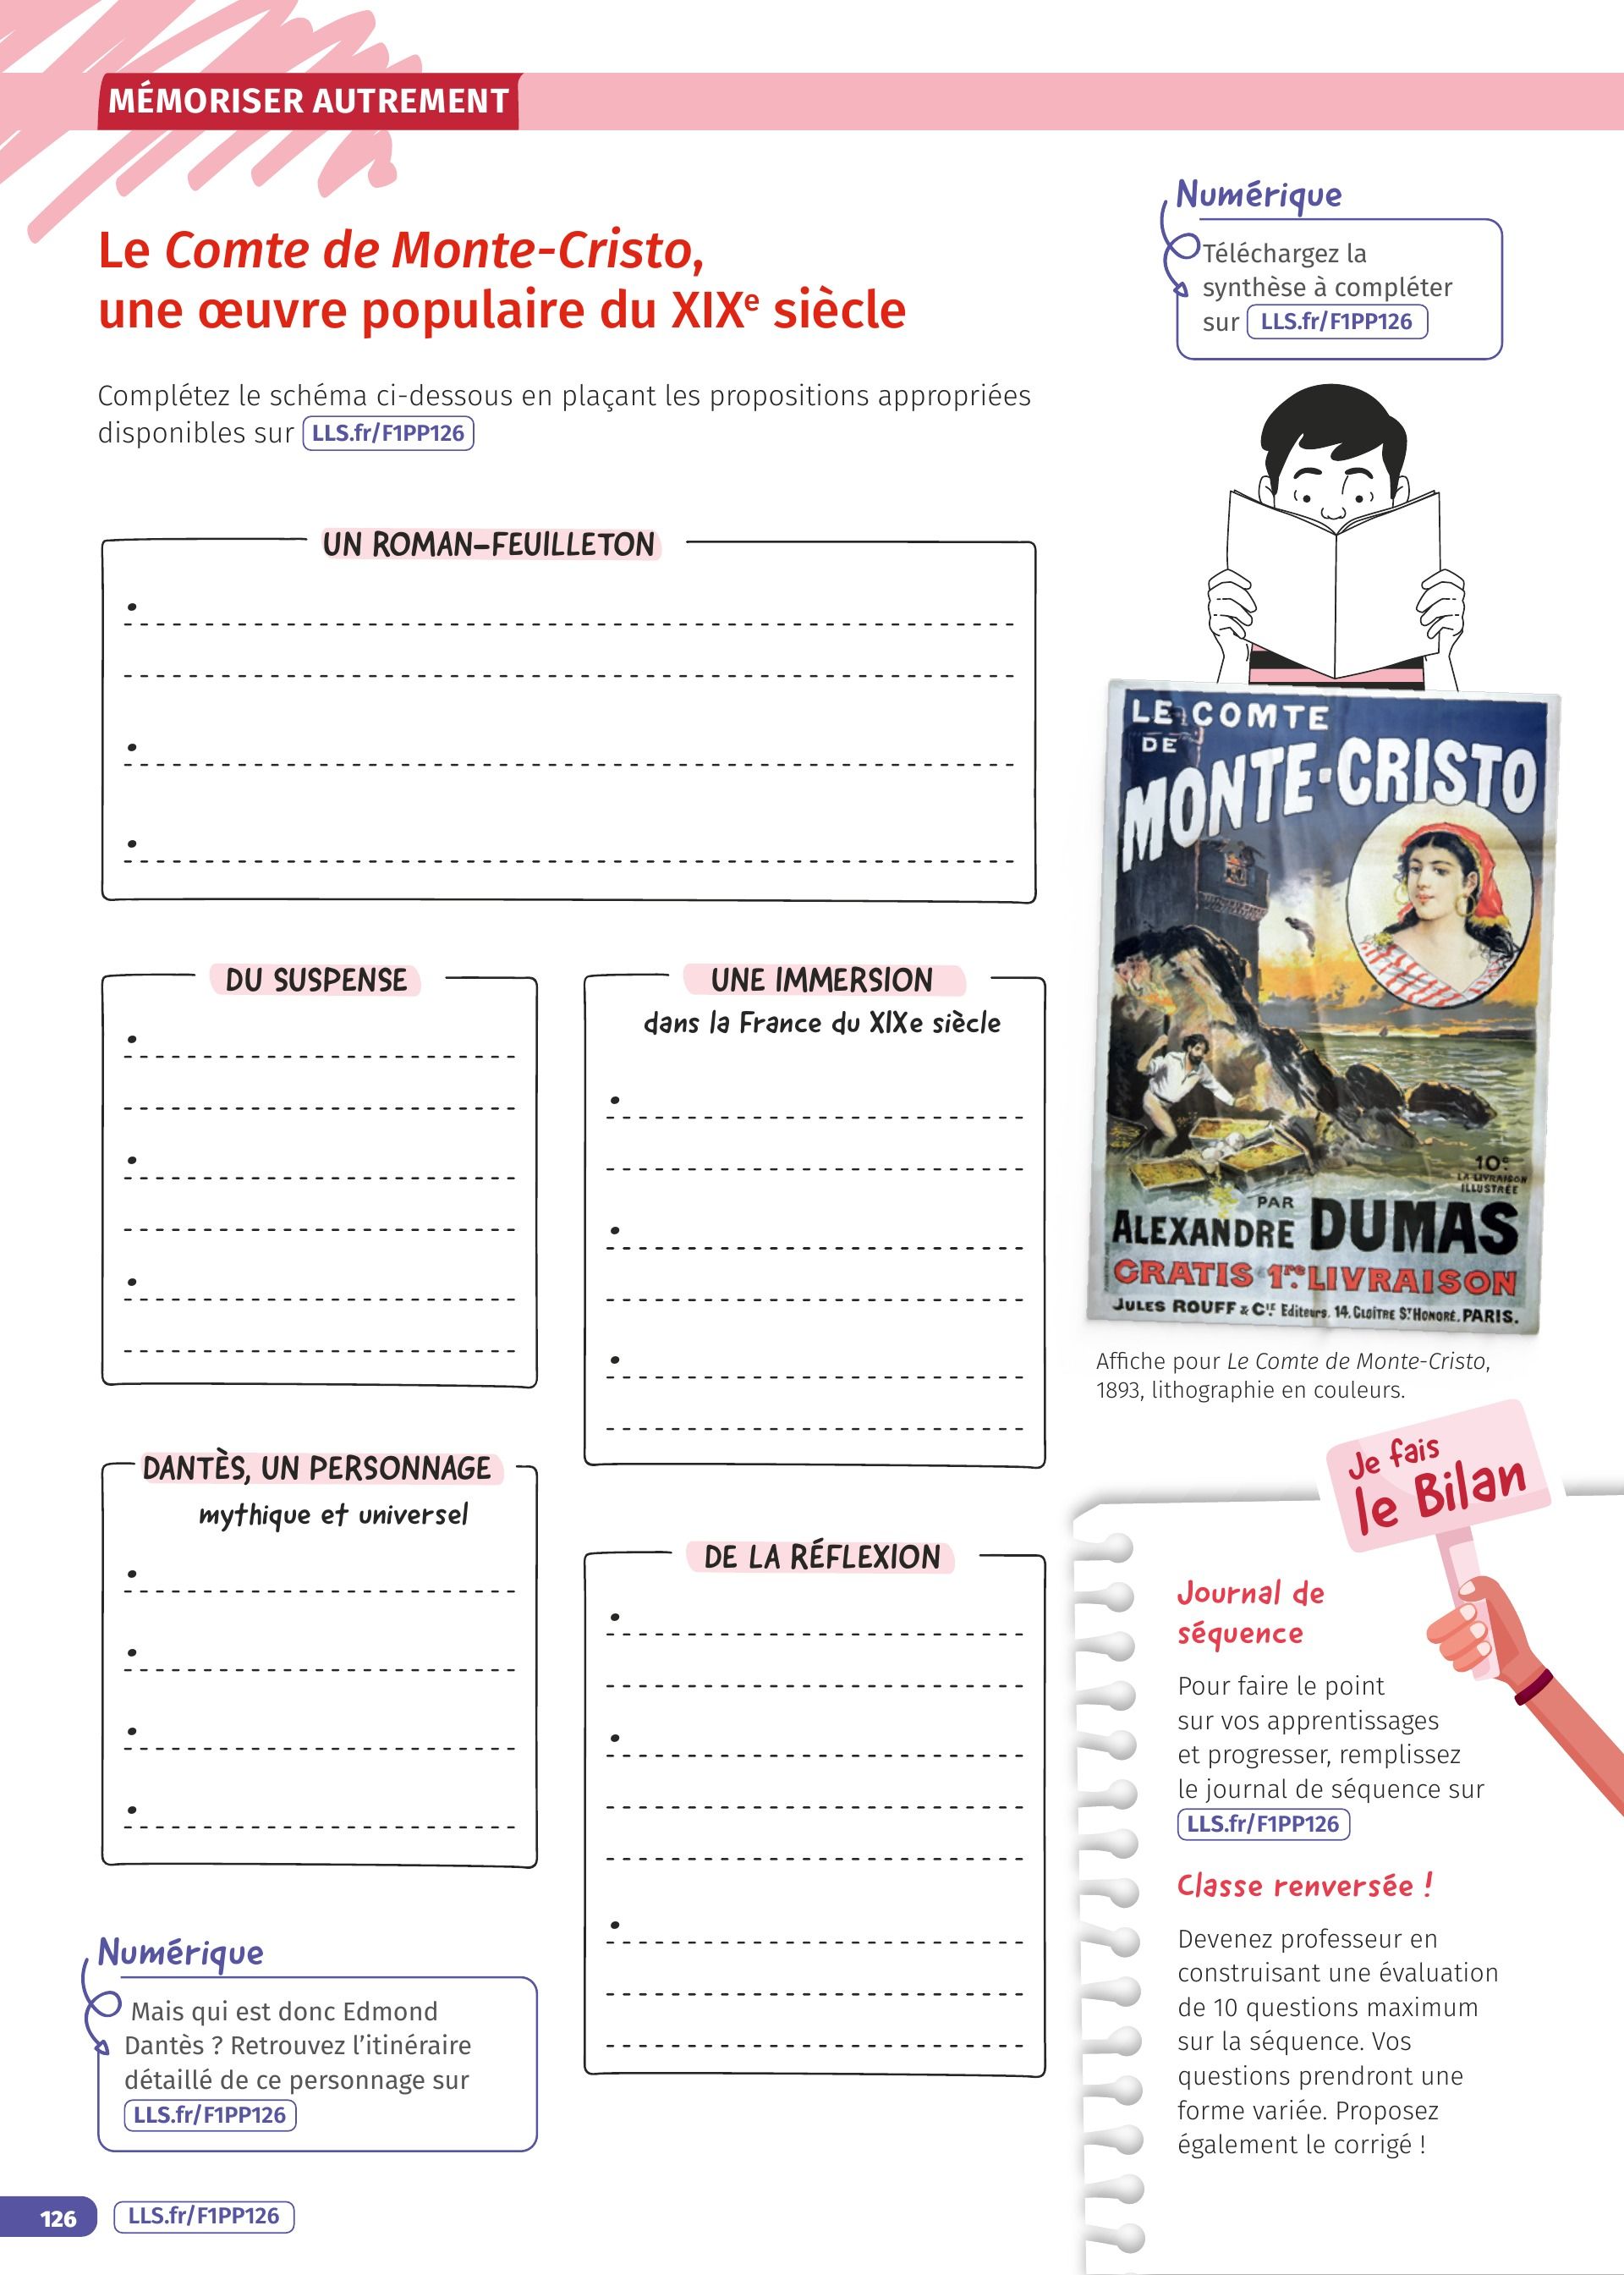 MÉMORISER AUTREMENT
Le Comte de Monte-Cristo,
une œuvre populaire du XIXe siècle
Complétez le schéma ci-dessous en plaçant les propositions appropriées
disponibles sur LLS.fr/F1PP126
Numérique
Téléchargez la
synthèse à compléter
sur LLS.fr/F1PP126
UN ROMAN-FEUILLETON
DU SUSPENSE
UNE IMMERSION
dans la France du XIXe siècle
DANTÈS, UN PERSONNAGE
mythique et universel
DE LA RÉFLEXION
LE COMTE
DE
MONTE-CRISTO
10c
LA LIVRAISON
ILLUSTRÉE
PAR
ALEXANDRE DUMAS
GRATIS 1re LIVRAISON
JULES ROUFF & Cie Editeurs, 14, CLOÎTRE St HONORÉ, PARIS.
Affiche pour Le Comte de Monte-Cristo,
1893, lithographie en couleurs.
Je fais
le Bilan
Journal de
séquence
Pour faire le point
sur vos apprentissages
et progresser, remplissez
le journal de séquence sur
LLS.fr/F1PP126
Classe renversée !
Devenez professeur en
construisant une évaluation
de 10 questions maximum
sur la séquence. Vos
questions prendront une
forme variée. Proposez
également le corrigé !
Numérique
Mais qui est donc Edmond
Dantès ? Retrouvez l'itinéraire
détaillé de ce personnage sur
LLS.fr/F1PP126
126 LLS.fr/F1PP126